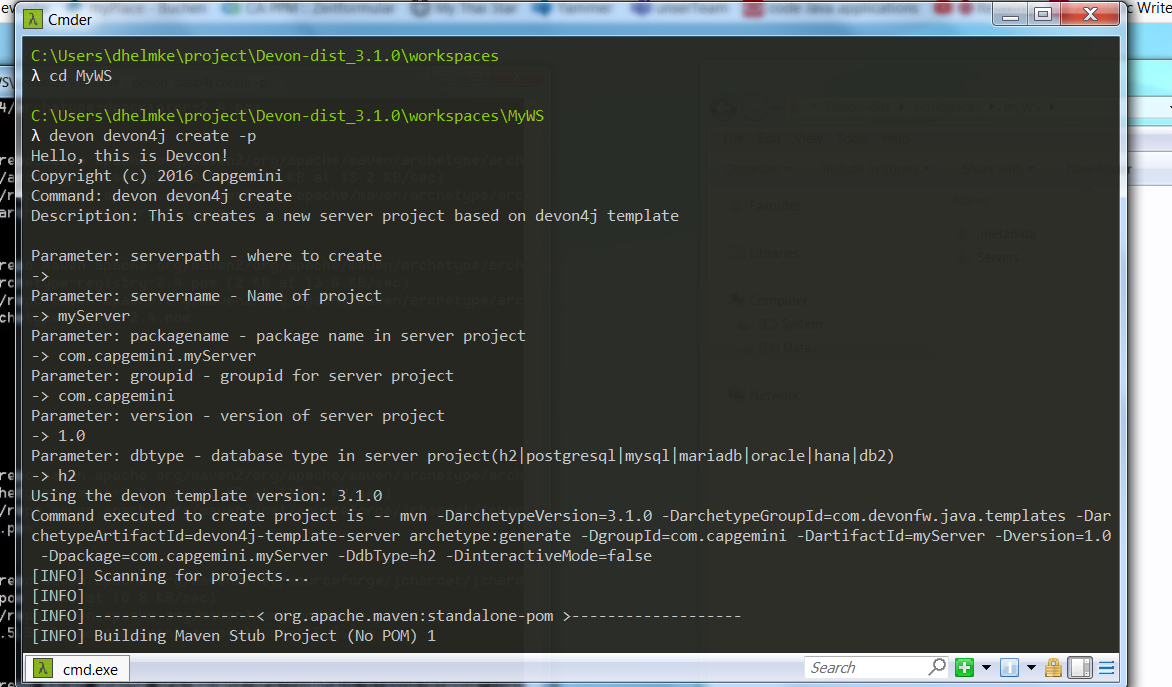 Cmder
C:\Users\dhelmke\project\Devon-dist_3.1.0\workspaces
λ cd MyWS
C:\Users\dhelmke\project\Devon-dist_3.1.0\workspaces\MyWS
λ devon devon4j create -p
Hello, this is Devcon!
Copyright (c) 2016 Capgemini
Command: devon devon4j create
Description: This creates a new server project based on devon4j template
Parameter: serverpath - where to create
->
Parameter: servername - Name of project
-> myServer
Parameter: packagename - package name in server project
-> com.capgemini.myServer
Parameter: groupid - groupid for server project
-> com.capgemini
Parameter: version - version of server project
-> 1.0
Parameter: dbtype - database type in server project(h2|postgresql|mysql|mariadb|oracle|hana|db2)
-> h2
Using the devon template version: 3.1.0
Command executed to create project is -- mvn -DarchetypeVersion=3.1.0 -DarchetypeGroupId=com.devonfw.java.templates -Dar
chetypeArtifactId=devon4j-template-server archetype:generate -DgroupId=com.capgemini -DartifactId=myServer -Dversion=1.0
-Dpackage=com.capgemini.myServer -DdbType=h2 -DinteractiveMode=false
[INFO] Scanning for projects...
[INFO]
[INFO] ------------------< org.apache.maven:standalone-pom >-------------------
[INFO] Building Maven Stub Project (No POM) 1
cmd.exe
Search